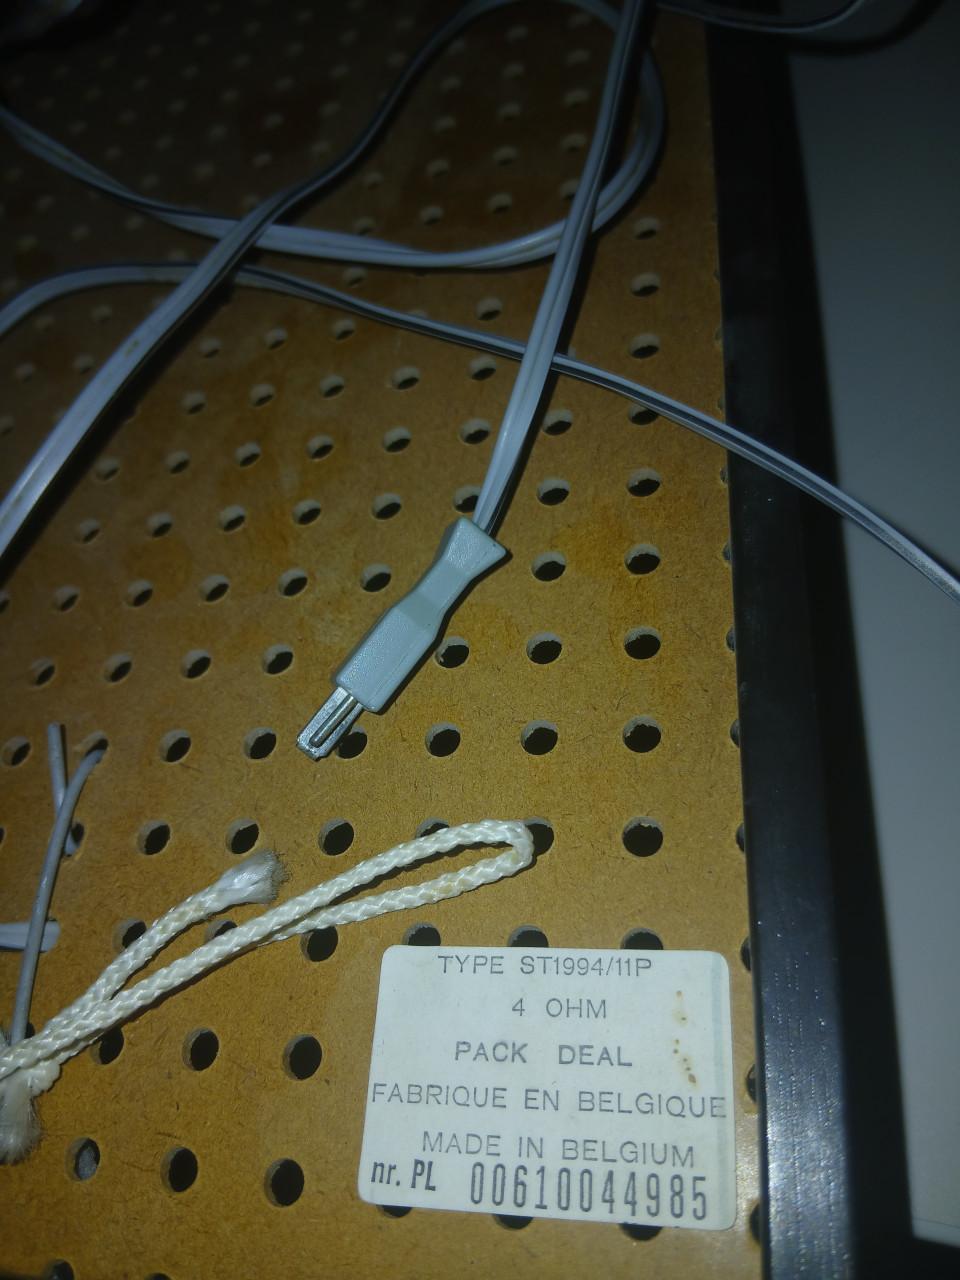 TYPE ST1994/11P
4 OHM
PACK DEAL
FABRIQUE EN BELGIQUE
MADE IN BELGIUM
nr. PL 00610044985